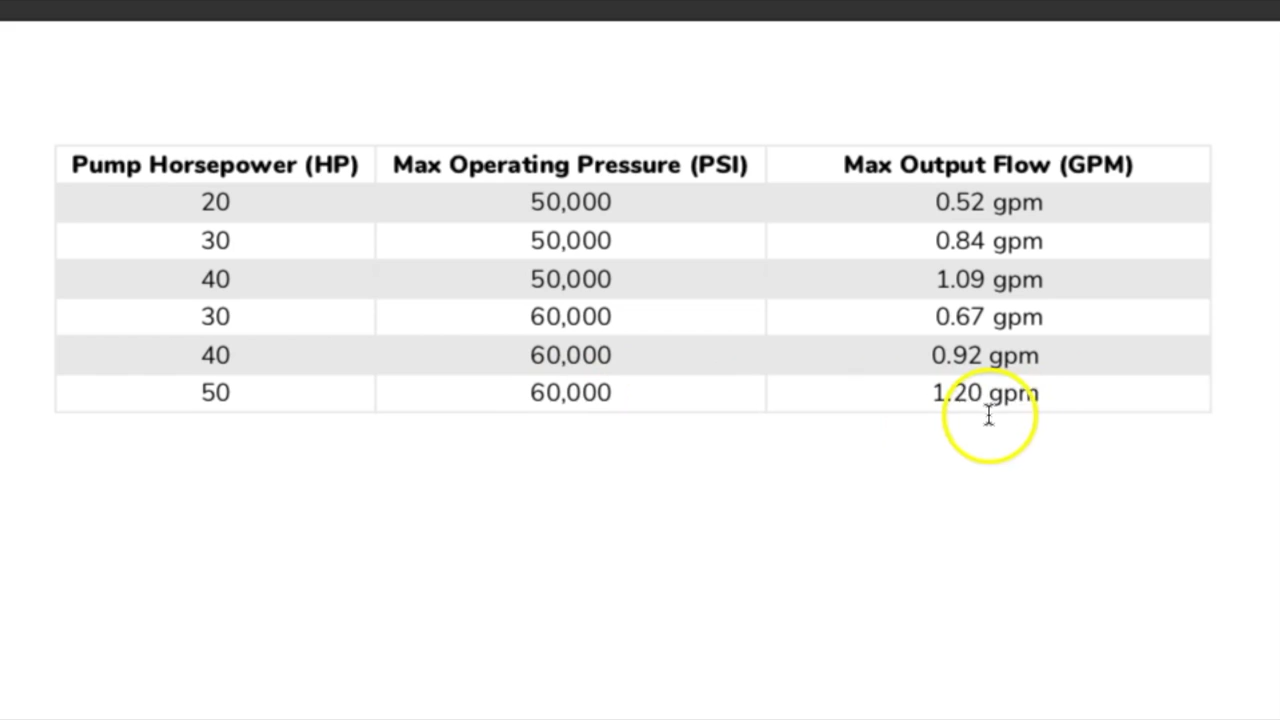 Pump Horsepower (HP) Max Operating Pressure (PSI) Max Output Flow (GPM)
20 50,000 0.52 gpm
30 50,000 0.84 gpm
40 50,000 1.09 gpm
30 60,000 0.67 gpm
40 60,000 0.92 gpm
50 60,000 1.20 gpm